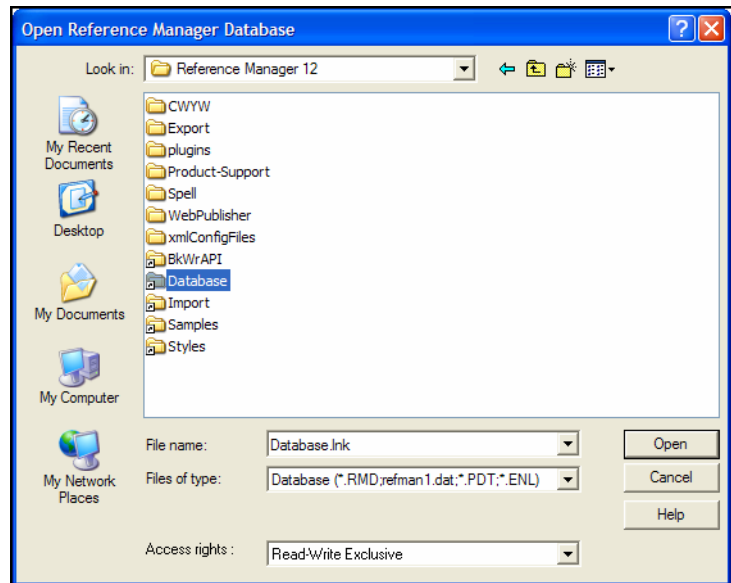 Open Reference Manager Database
Look in: Reference Manager 12
My Recent
Documents
Desktop
My Documents
My Computer
My Network
Places
CWYW
Export
plugins
Product-Support
Spell
WebPublisher
xmlConfigFiles
BkWrAPI
Database
Import
Samples
Styles
File name: Database.lnk Open
Files of type: Database (*.RMD;refman1.dat;*.PDT;*.ENL) Cancel
Help
Access rights : Read-Write Exclusive